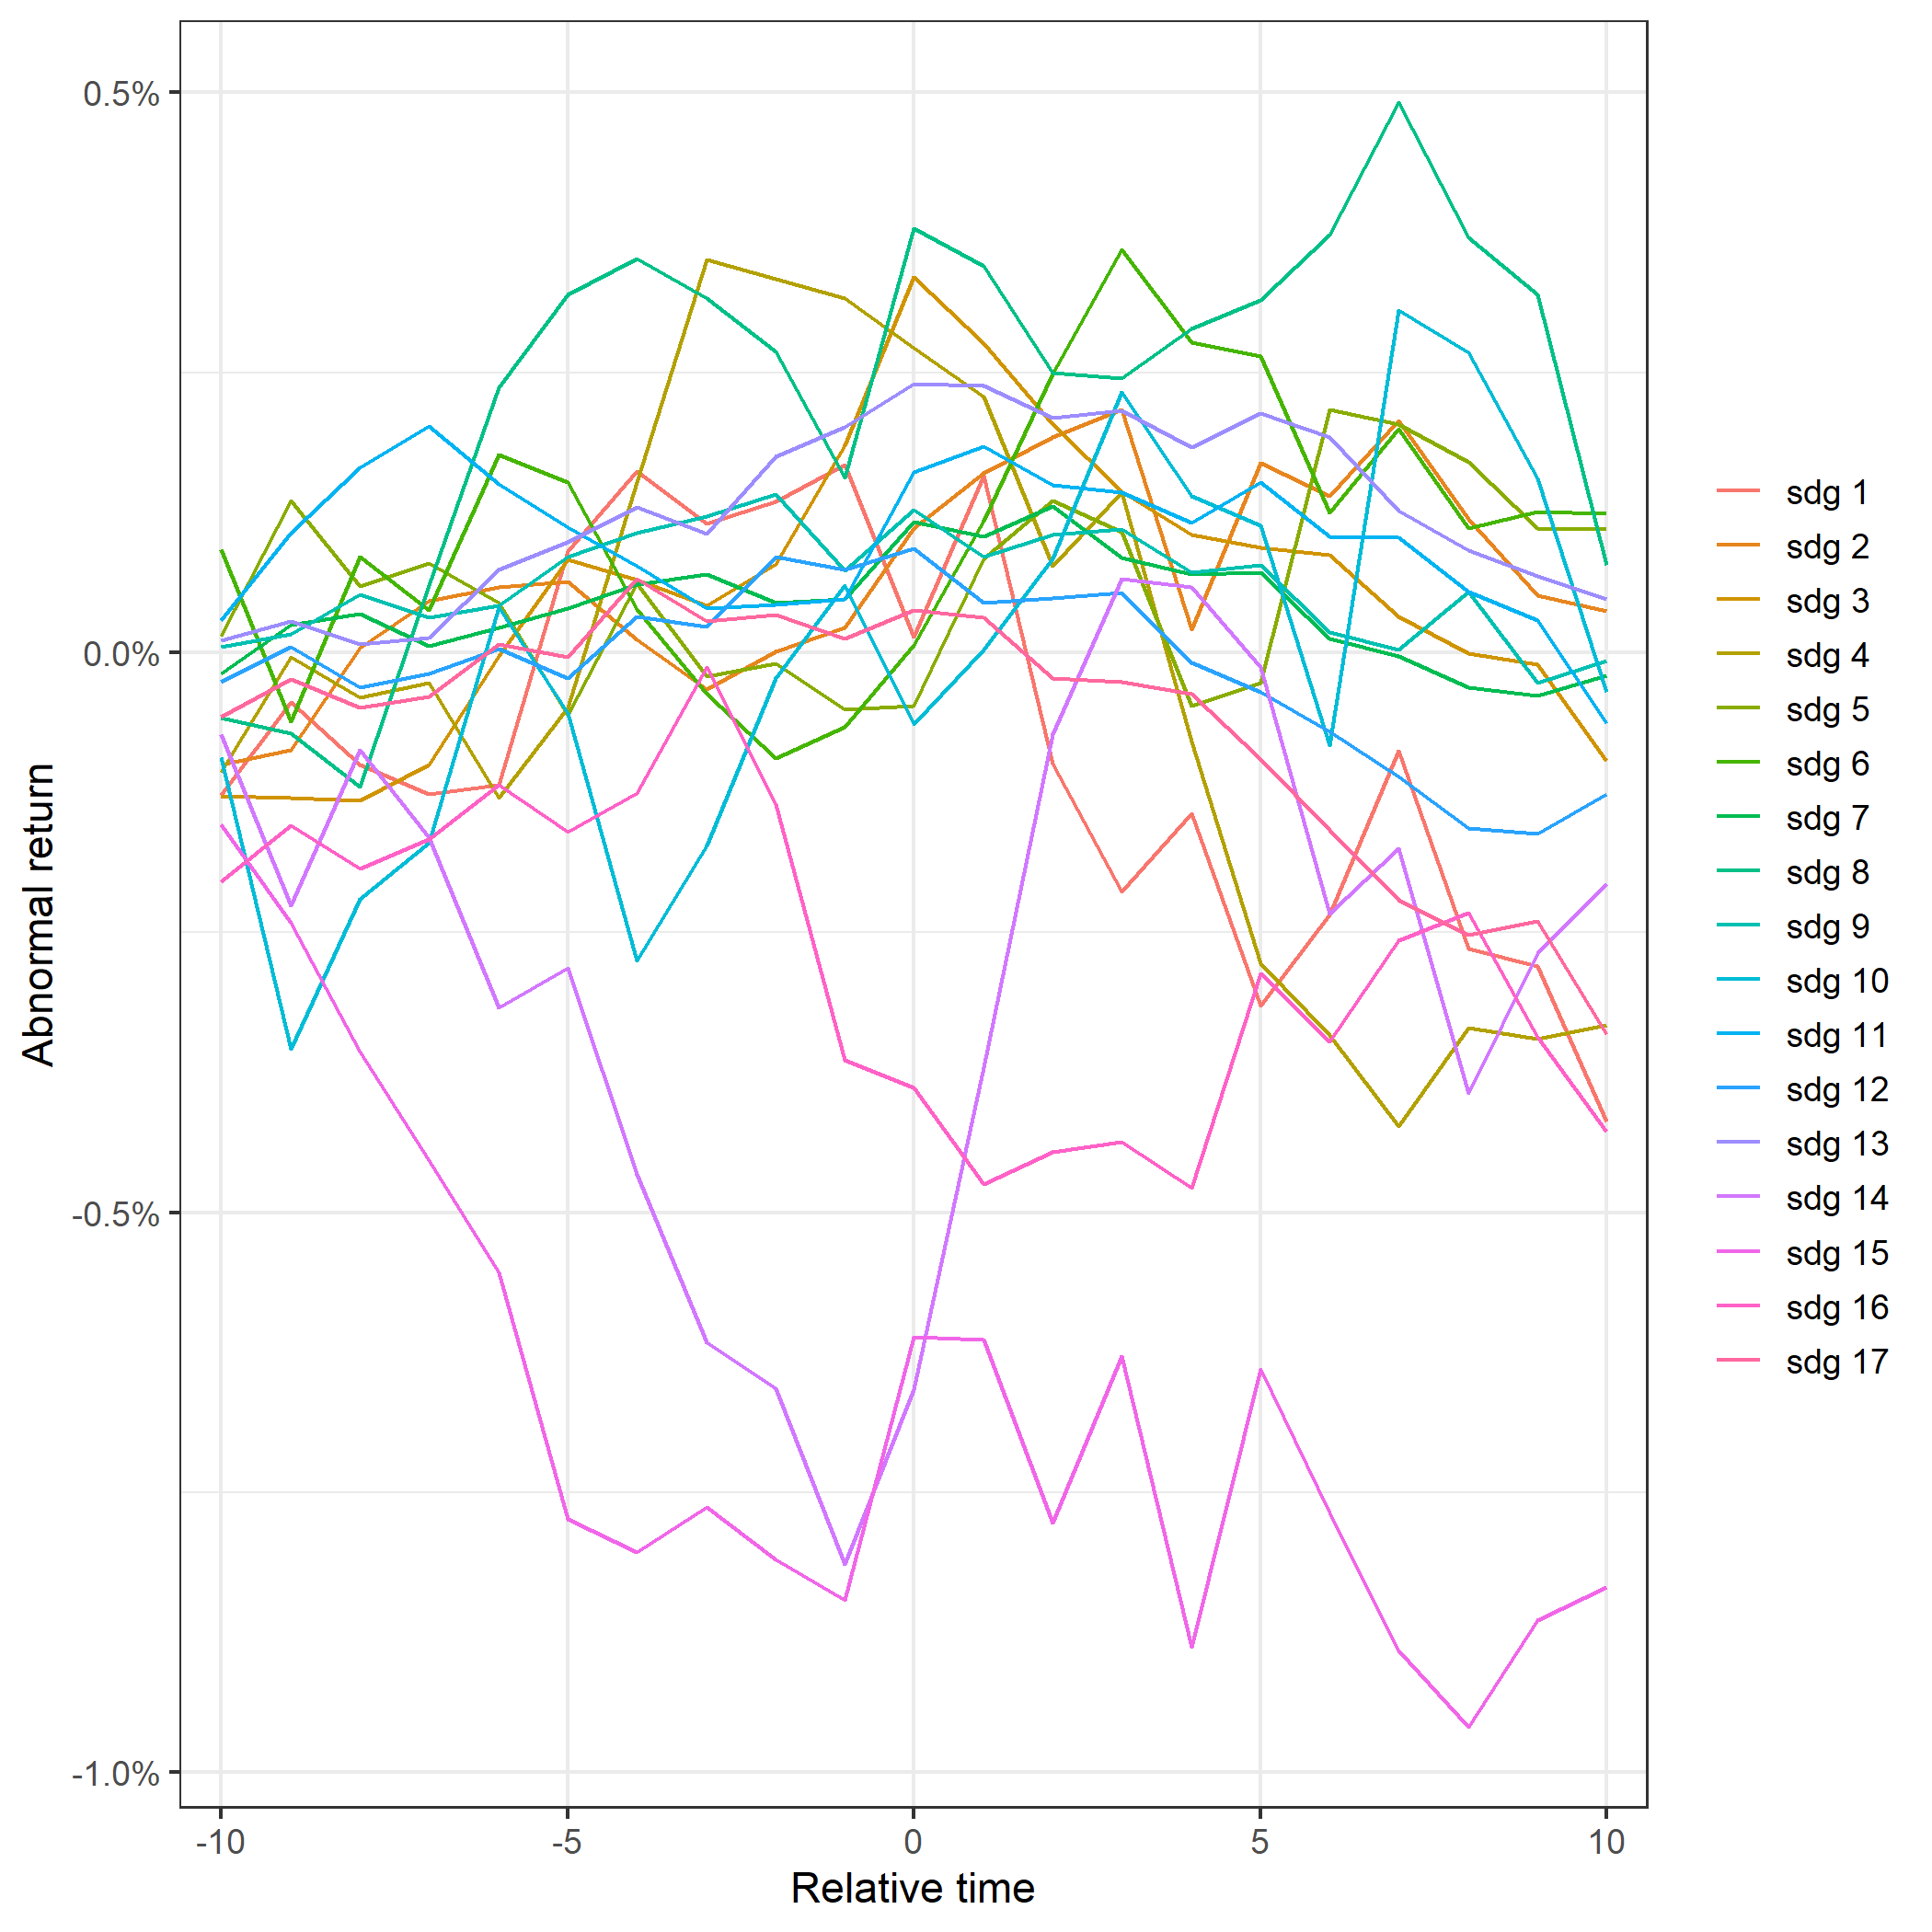 Abnormal return
0.5%
0.0%
-0.5%
-1.0%
-10
-5
0
5
10
Relative time
sdg 1
sdg 2
sdg 3
sdg 4
sdg 5
sdg 6
sdg 7
sdg 8
sdg 9
sdg 10
sdg 11
sdg 12
sdg 13
sdg 14
sdg 15
sdg 16
sdg 17